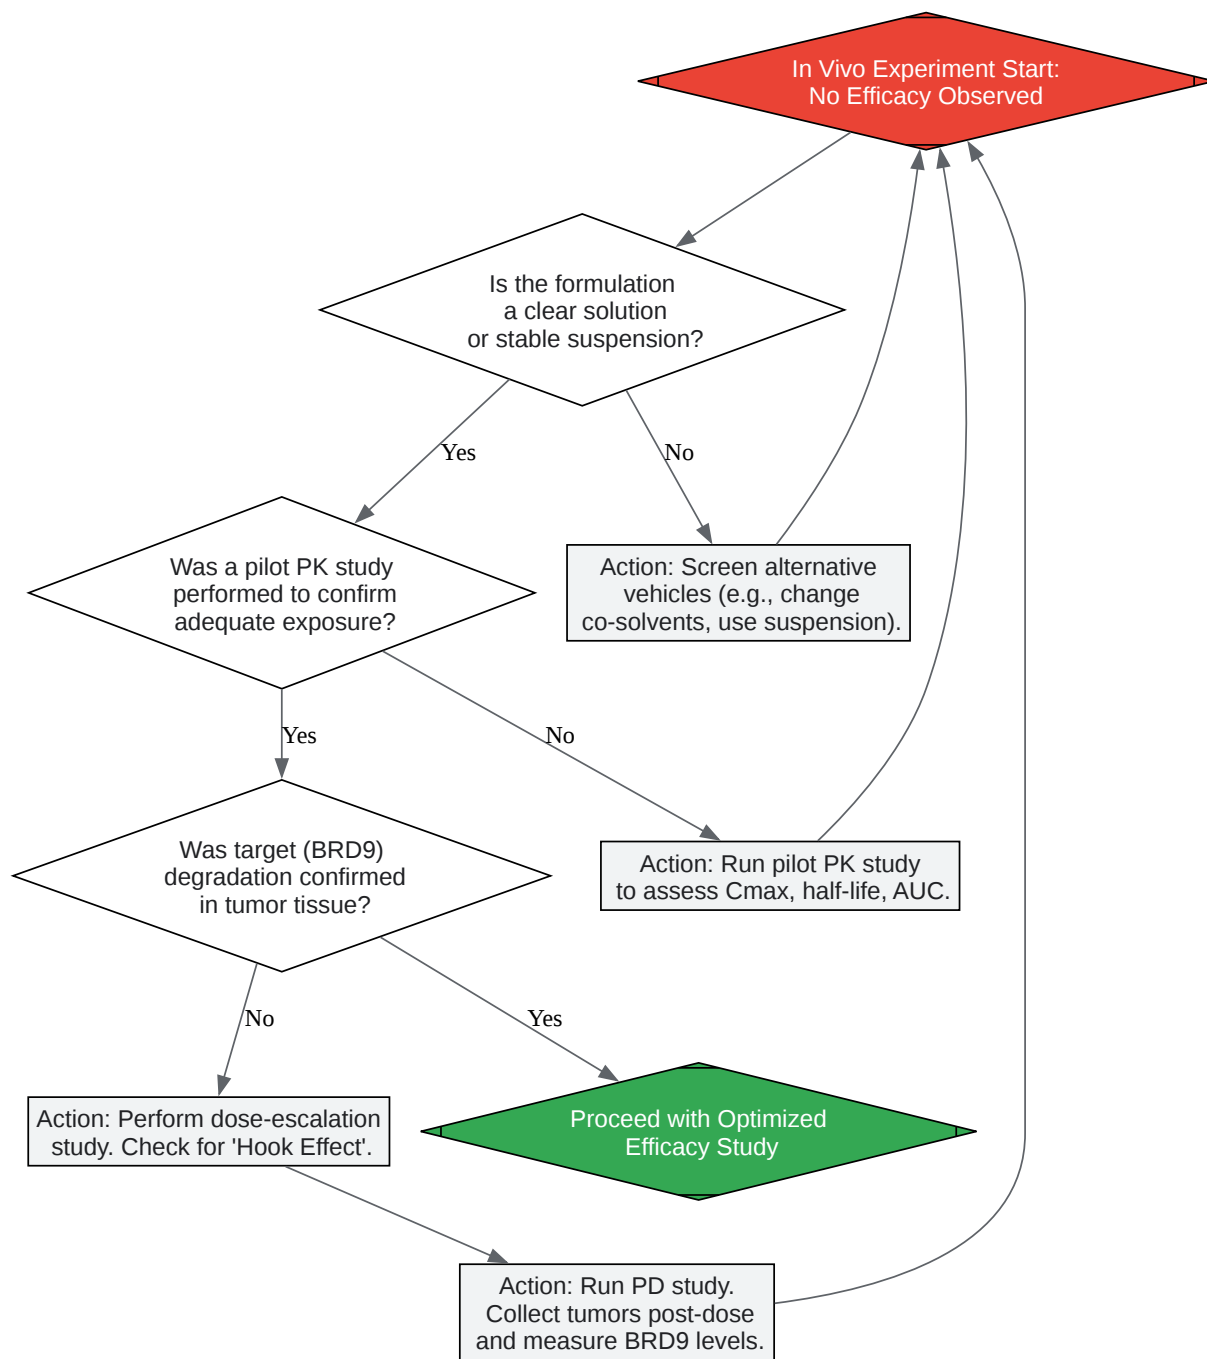 In Vivo Experiment Start:
No Efficacy Observed
Is the formulation
a clear solution
or stable suspension?
Yes
No
Was a pilot PK study
performed to confirm
adequate exposure?
Action: Screen alternative
vehicles (e.g., change
co-solvents, use suspension).
Yes
No
Was target (BRD9)
degradation confirmed
in tumor tissue?
Action: Run pilot PK study
to assess Cmax, half-life, AUC.
No
Yes
Action: Perform dose-escalation
study. Check for 'Hook Effect'.
Proceed with Optimized
Efficacy Study
Action: Run PD study.
Collect tumors post-dose
and measure BRD9 levels.